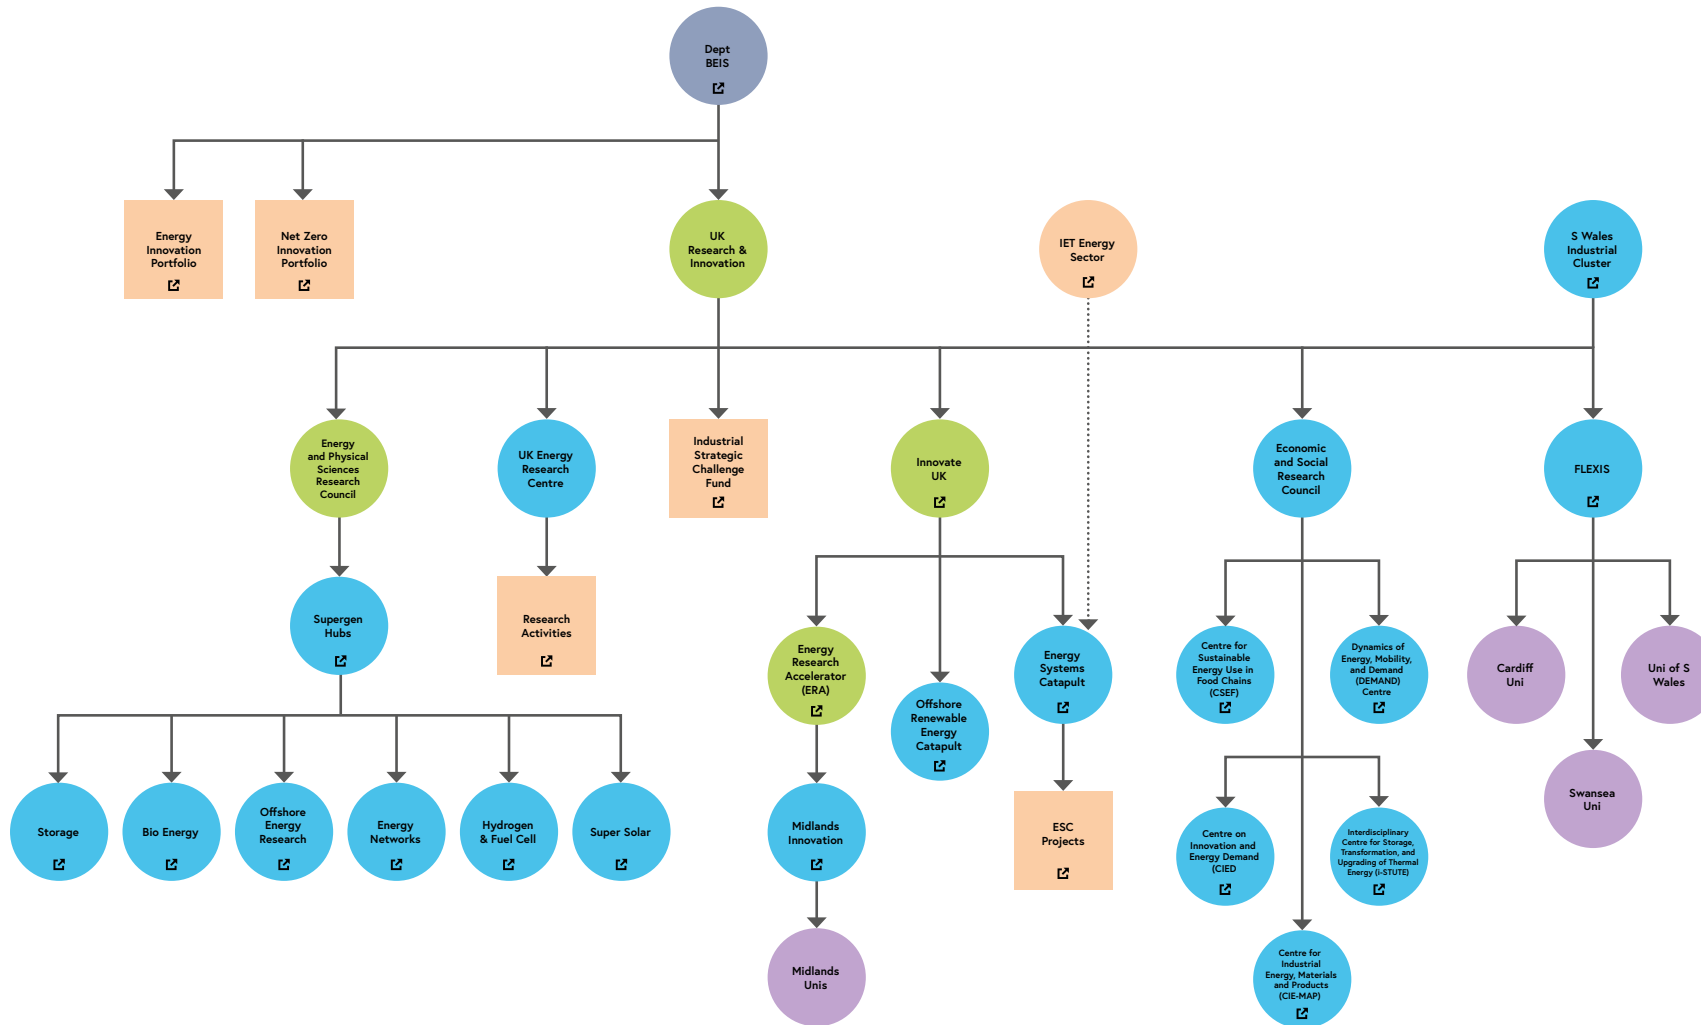 Dept
BEIS
Energy
Innovation
Portfolio
Net Zero
Innovation
Portfolio
UK
Research &
Innovation
IET Energy
Sector
S Wales
Industrial
Cluster
Energy
and Physical
Sciences
Research
Council
UK Energy
Research
Centre
Industrial
Strategic
Challenge
Fund
Innovate
UK
Economic
and Social
Research
Council
FLEXIS
Supergen
Hubs
Research
Activities
Energy
Research
Accelerator
(ERA)
Offshore
Renewable
Energy
Catapult
Energy
Systems
Catapult
Centre for
Sustainable
Energy Use in
Food Chains
(CSEF)
Dynamics of
Energy, Mobility,
and Demand
(DEMAND)
Centre
Cardiff
Uni
Uni of S
Wales
Swansea
Uni
Storage
Bio Energy
Offshore
Energy
Research
Energy
Networks
Hydrogen
& Fuel Cell
Super Solar
Midlands
Innovation
ESC
Projects
Centre on
Innovation and
Energy Demand
(CIED
Interdisciplinary
Centre for Storage,
Transformation, and
Upgrading of Thermal
Energy (i-STUTE)
Midlands
Unis
Centre for
Industrial
Energy, Materials
and Products
(CIE-MAP)